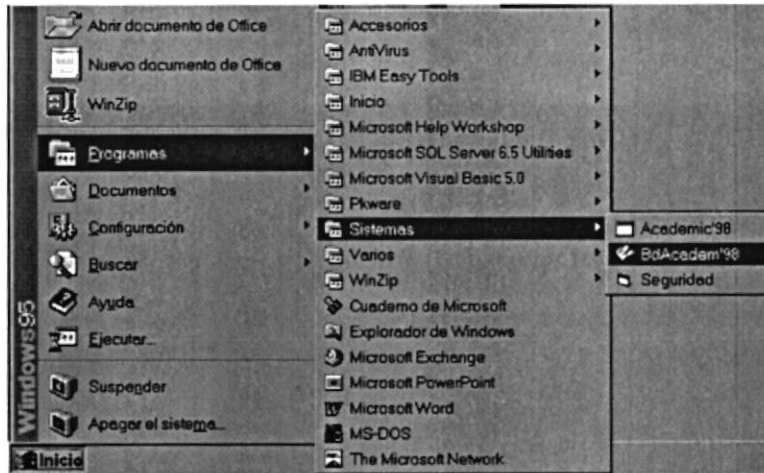 Abrir documento de Office
Nuevo documento de Office
WinZip
Programas
Documentos
Configuración
Buscar
Ayuda
Ejecutar...
Suspender
Apagar el sistema...
Windows95
Inicio
Accesorios
AntiVirus
IBM Easy Tools
Inicio
Microsoft Help Workshop
Microsoft SQL Server 6.5 Utilities
Microsoft Visual Basic 5.0
Pkware
Sistemas
Varios
WinZip
Cuaderno de Microsoft
Explorador de Windows
Microsoft Exchange
Microsoft PowerPoint
Microsoft Word
MS-DOS
The Microsoft Network
Academic'98
BdAcadem'98
Seguridad